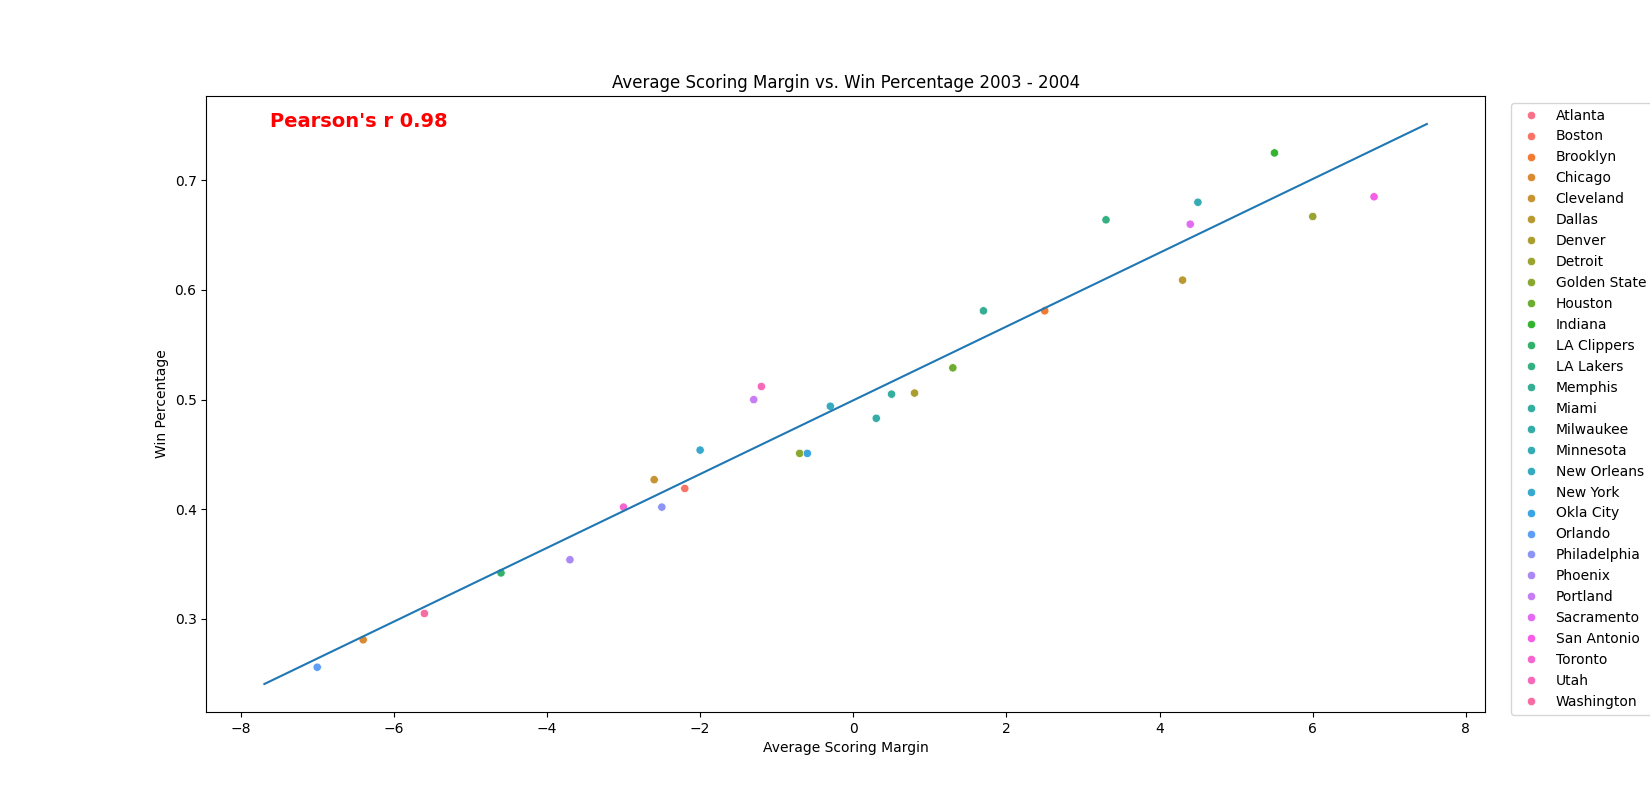 Average Scoring Margin vs. Win Percentage 2003 - 2004
Pearson's r 0.98
Win Percentage
0.7
0.6
0.5
0.4
0.3
−8 −6 −4 −2 0 2 4 6 8
Average Scoring Margin
Atlanta
Boston
Brooklyn
Chicago
Cleveland
Dallas
Denver
Detroit
Golden State
Houston
Indiana
LA Clippers
LA Lakers
Memphis
Miami
Milwaukee
Minnesota
New Orleans
New York
Okla City
Orlando
Philadelphia
Phoenix
Portland
Sacramento
San Antonio
Toronto
Utah
Washington